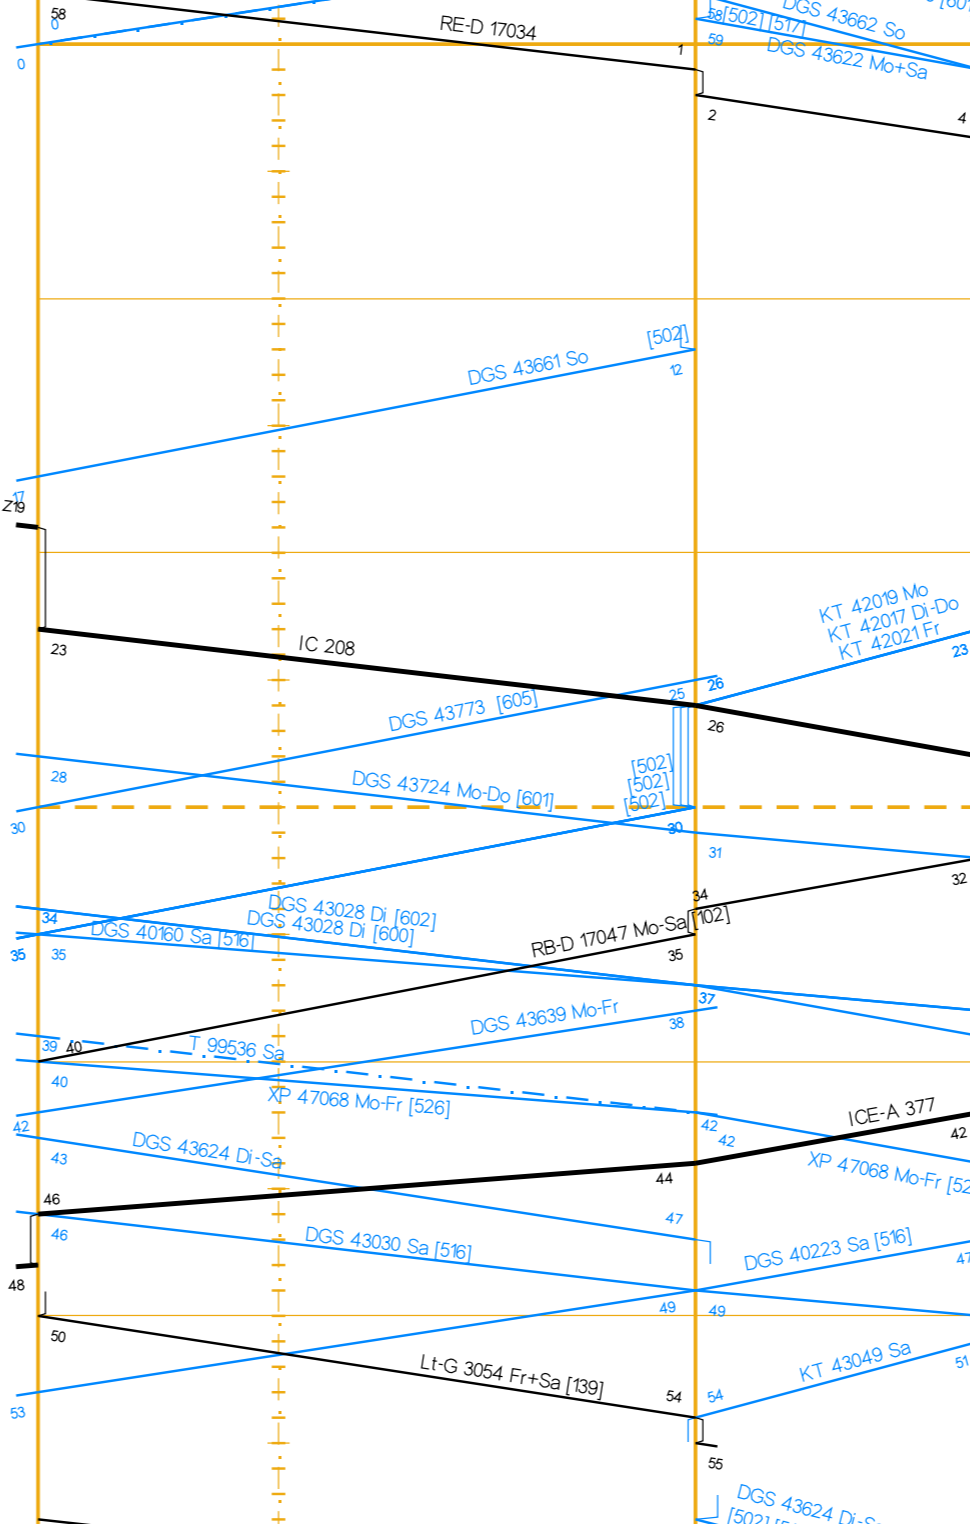 58
0
0
RE-D 17034
1
58
[502] [517]
59
DGS 43662 So
DGS 43622 Mo+Sa
2
4
[502]
DGS 43661 So
12
17
Z19
23
IC 208
KT 42019 Mo
KT 42017 Di-Do
KT 42021 Fr
23
25
26
26
DGS 43773 [605]
28
30
DGS 43724 Mo-Do [601]
[502]
[502]
[502]
30
31
32
34
34
DGS 43028 Di [602]
DGS 43028 Di [600]
DGS 40160 Sa [516]
35
35
RB-D 17047 Mo-Sa [102]
35
37
DGS 43639 Mo-Fr
38
39
40
T 99536 Sa
40
XP 47068 Mo-Fr [526]
42
42
42
ICE-A 377
42
43
DGS 43624 Di-Sa
44
XP 47068 Mo-Fr
46
46
47
DGS 43030 Sa [516]
DGS 40223 Sa [516]
47
48
49
49
50
Lt-G 3054 Fr+Sa [139]
KT 43049 Sa
51
53
54
54
55
DGS 43624